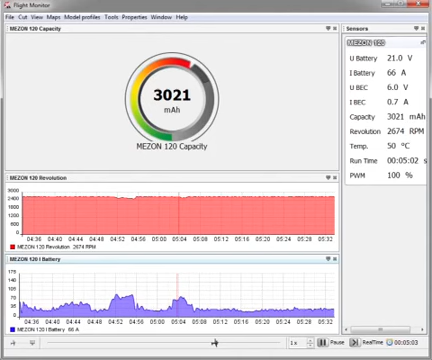 Flight Monitor
File Cut View Maps Model profiles Tools Properties Window Help
MEZON 120 Capacity
3021
mAh
MEZON 120 Capacity
MEZON 120 Revolution
3000
2400
1800
1200
600
0
04:36 04:40 04:44 04:48 04:52 04:56 05:00 05:04 05:08 05:12 05:16 05:20 05:24 05:28 05:32
MEZON 120 Revolution 2674 RPM
MEZON 120 I Battery
175
140
105
70
35
0
04:36 04:40 04:44 04:48 04:52 04:56 05:00 05:04 05:08 05:12 05:16 05:20 05:24 05:28 05:32
MEZON 120 I Battery 66 A
Sensors
MEZON 120
U Battery 21.0 V
I Battery 66 A
U BEC 6.0 V
I BEC 0.7 A
Capacity 3021 mAh
Revolution 2674 RPM
Temp. 50 °C
Run Time 00:05:02 s
PWM 100 %
1 x Pause RealTime 00:05:03